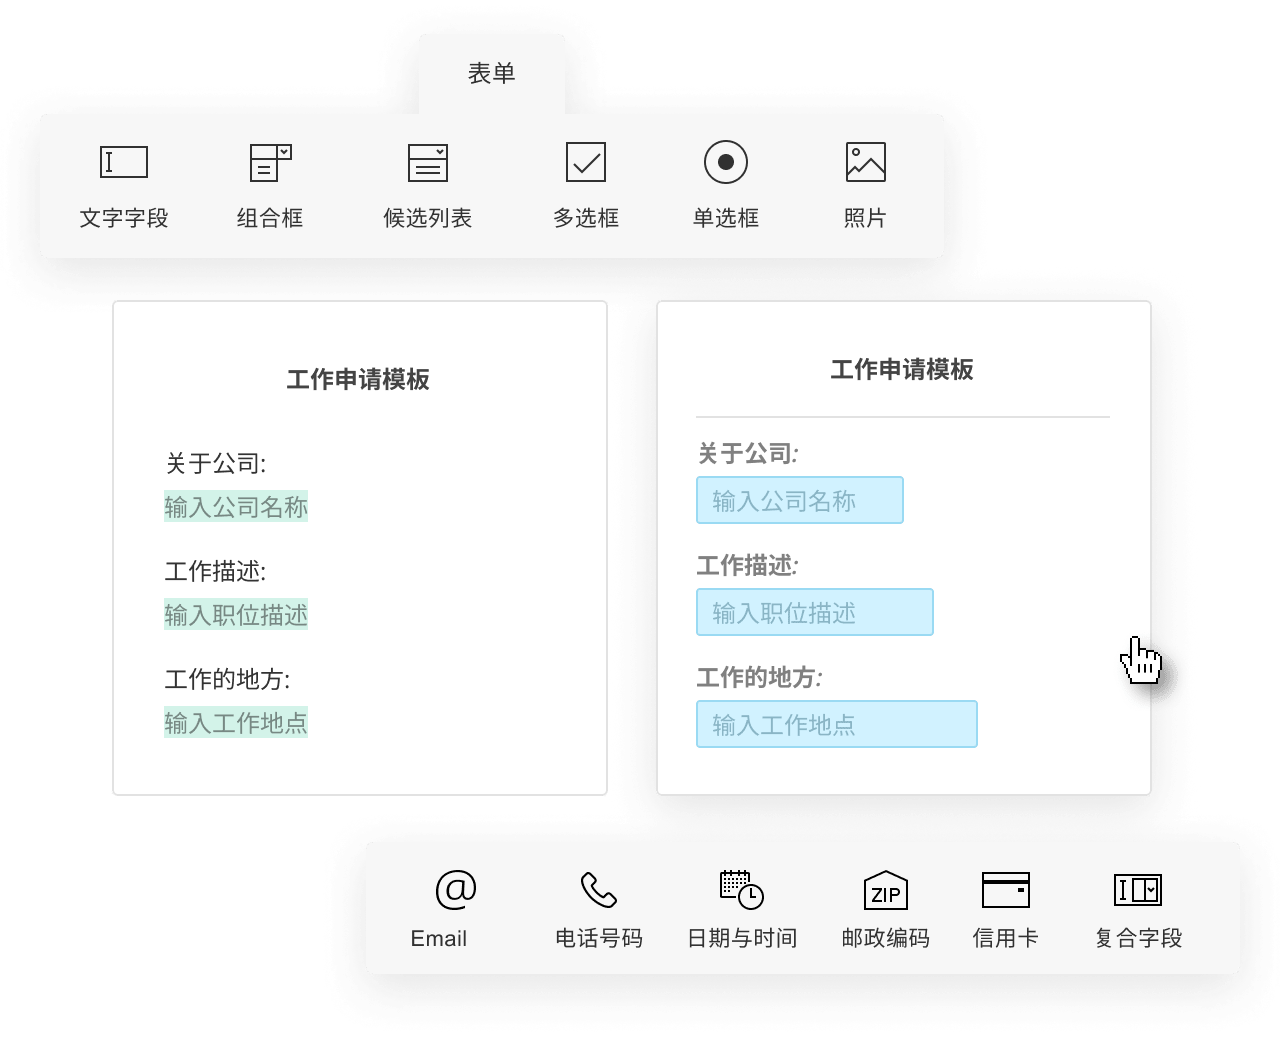 表单
文字字段 组合框 候选列表 多选框 单选框 照片
工作申请模板
关于公司:
输入公司名称
工作描述:
输入职位描述
工作的地方:
输入工作地点
工作申请模板
关于公司:
输入公司名称
工作描述:
输入职位描述
工作的地方:
输入工作地点
ZIP
Email 电话号码 日期与时间 邮政编码 信用卡 复合字段